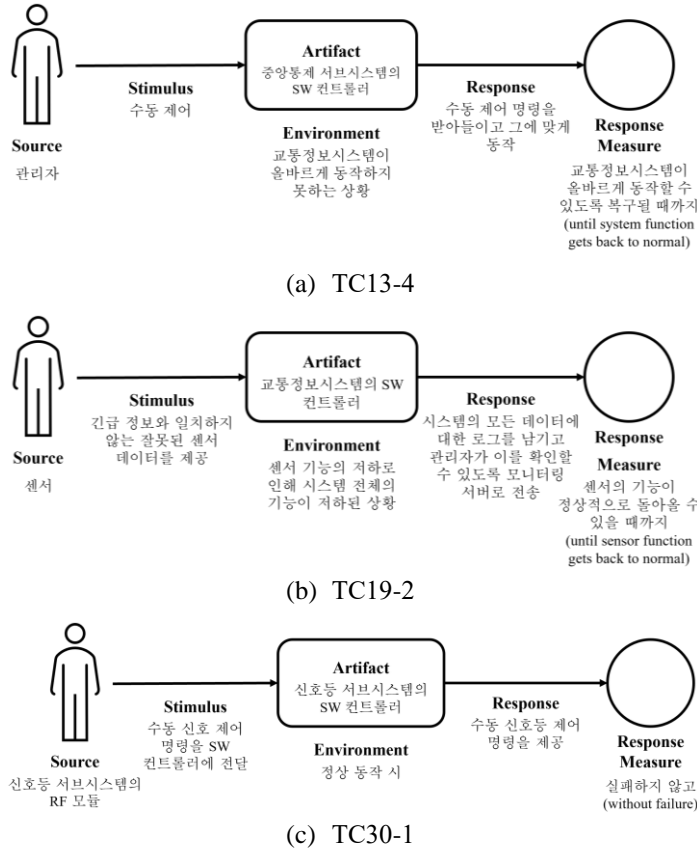 Artifact
중앙통제 서브시스템의
SW 컨트롤러
Stimulus
수동 제어
Response
수동 제어 명령을
받아들이고 그에 맞게
동작
Source
관리자
Environment
교통정보시스템이
올바르게 동작하지
못하는 상황
Response
Measure
교통정보시스템이
올바르게 동작할 수
있도록 복구될 때까지
(until system function
gets back to normal)
(a) TC13-4
Artifact
교통정보시스템의 SW
컨트롤러
Stimulus
긴급 정보와 일치하지
않는 잘못된 센서
데이터를 제공
Response
시스템의 모든 데이터에
대한 로그를 남기고
관리자가 이를 확인할
수 있도록 모니터링
서버로 전송
Source
센서
Environment
센서 기능의 저하로
인해 시스템 전체의
기능이 저하된 상황
Response
Measure
센서의 기능이
정상적으로 돌아올 수
있을 때까지
(until sensor function
gets back to normal)
(b) TC19-2
Artifact
신호등 서브시스템의
SW 컨트롤러
Stimulus
수동 신호 제어
명령을 SW
컨트롤러에 전달
Response
수동 신호등 제어
명령을 제공
Source
신호등 서브시스템의
RF 모듈
Environment
정상 동작 시
Response
Measure
실패하지 않고
(without failure)
(c) TC30-1